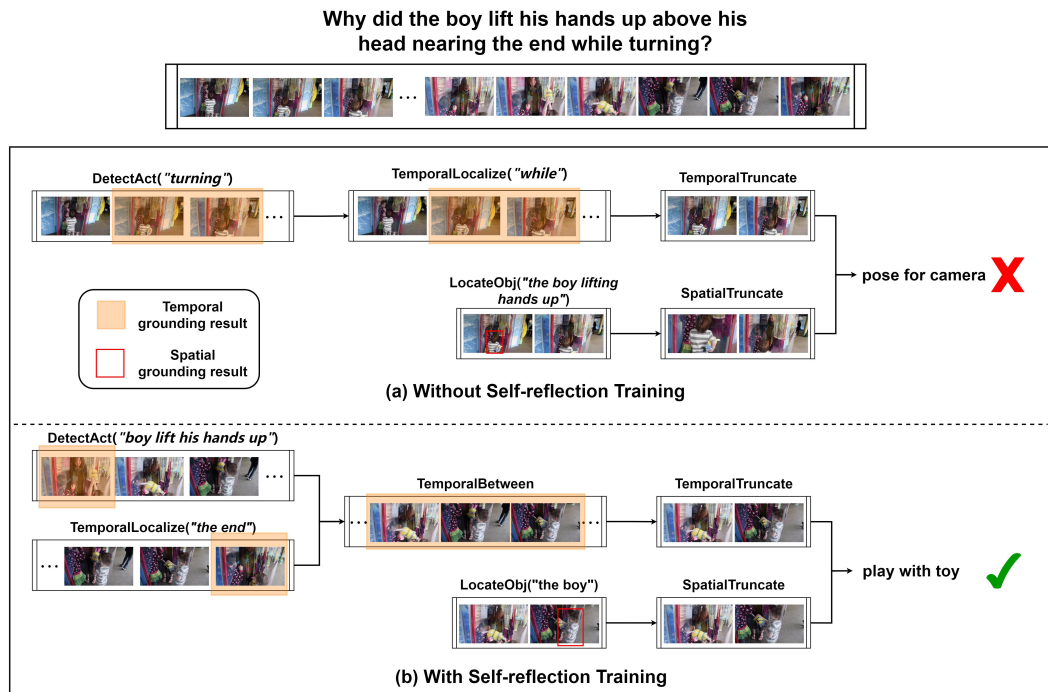 Why did the boy lift his hands up above his
head nearing the end while turning?
...
DetectAct("turning")
...
TemporalLocalize("while")
...
TemporalTruncate
LocateObj("the boy lifting
hands up")
SpatialTruncate
pose for camera X
Temporal
grounding result
Spatial
grounding result
(a) Without Self-reflection Training
DetectAct("boy lift his hands up")
...
TemporalLocalize("the end")
...
TemporalBetween
... ...
TemporalTruncate
LocateObj("the boy")
SpatialTruncate
play with toy
(b) With Self-reflection Training